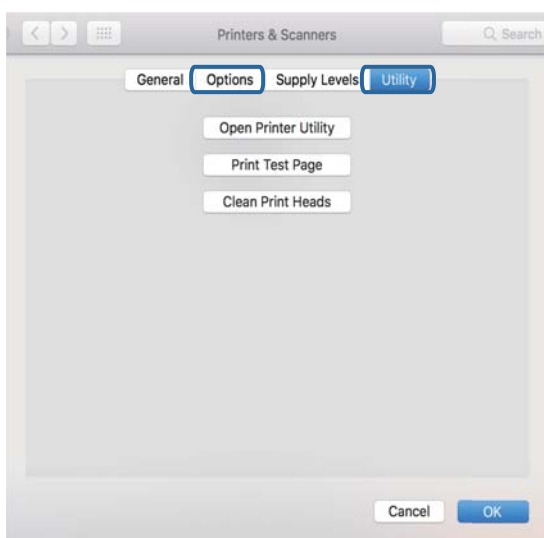 Printers & Scanners Search
General Options Supply Levels Utility
Open Printer Utility
Print Test Page
Clean Print Heads
Cancel OK